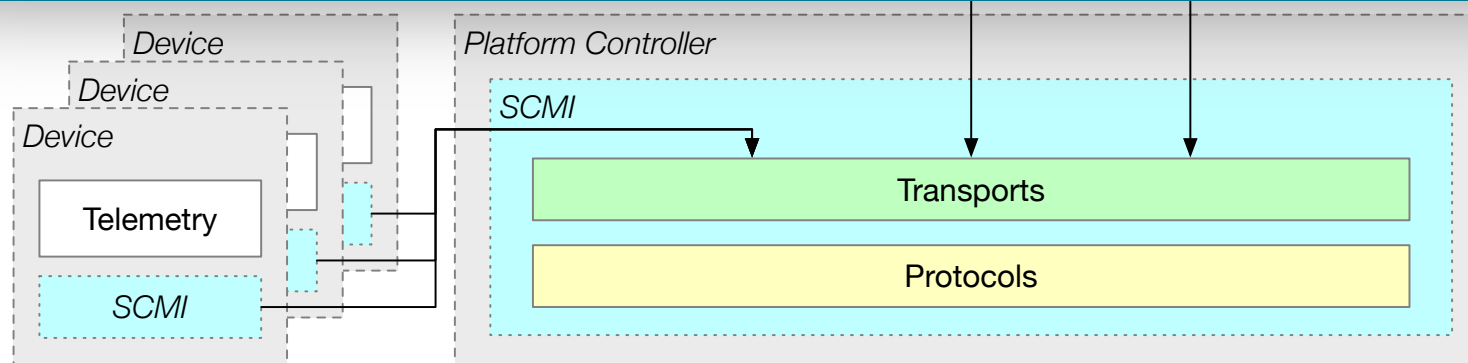 Device
Device
Device
Telemetry
SCMI
Platform Controller
SCMI
Transports
Protocols